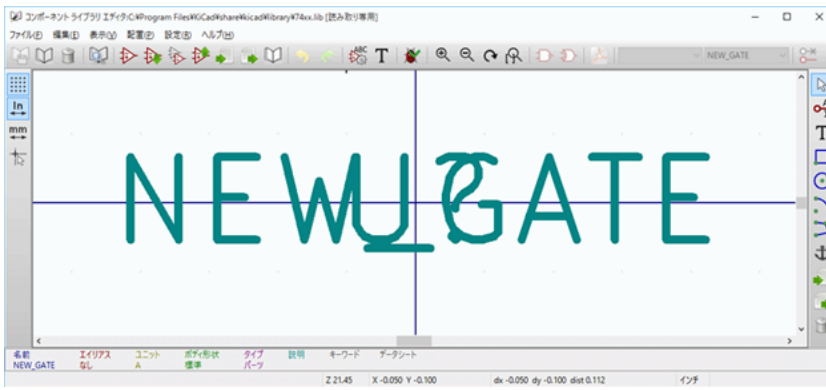 コンポーネント ライブラリ エディタ:C:¥Program Files¥KiCad¥share¥kicad¥library¥74xx.lib [読み取り専用]
ファイル(F) 編集(E) 表示(V) 配置(P) 設定(R) ヘルプ(H)
ABC T NEW_GATE
In
mm
T
NEW_GATE
U?
名前 エイリアス ユニット ボディ形状 タイプ 説明 キーワード データシート
NEW_GATE なし A 標準 パーツ
Z 21.45 X -0.050 Y -0.100 dx -0.050 dy -0.100 dist 0.112 インチ